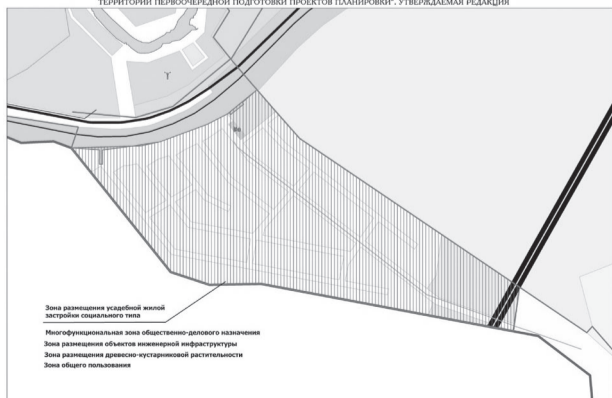 ТЕРРИТОРИИ ПЕРВООЧЕРЕДНОЙ ПОДГОТОВКИ ПРОЕКТОВ ПЛАНИРОВКИ". УТВЕРЖДАЕМАЯ РЕДАКЦИЯ
Зона размещения усадебной жилой
застройки социального типа
Многофункциональная зона общественно-делового назначения
Зона размещения объектов инженерной инфраструктуры
Зона размещения древесно-кустарниковой растительности
Зона общего пользования